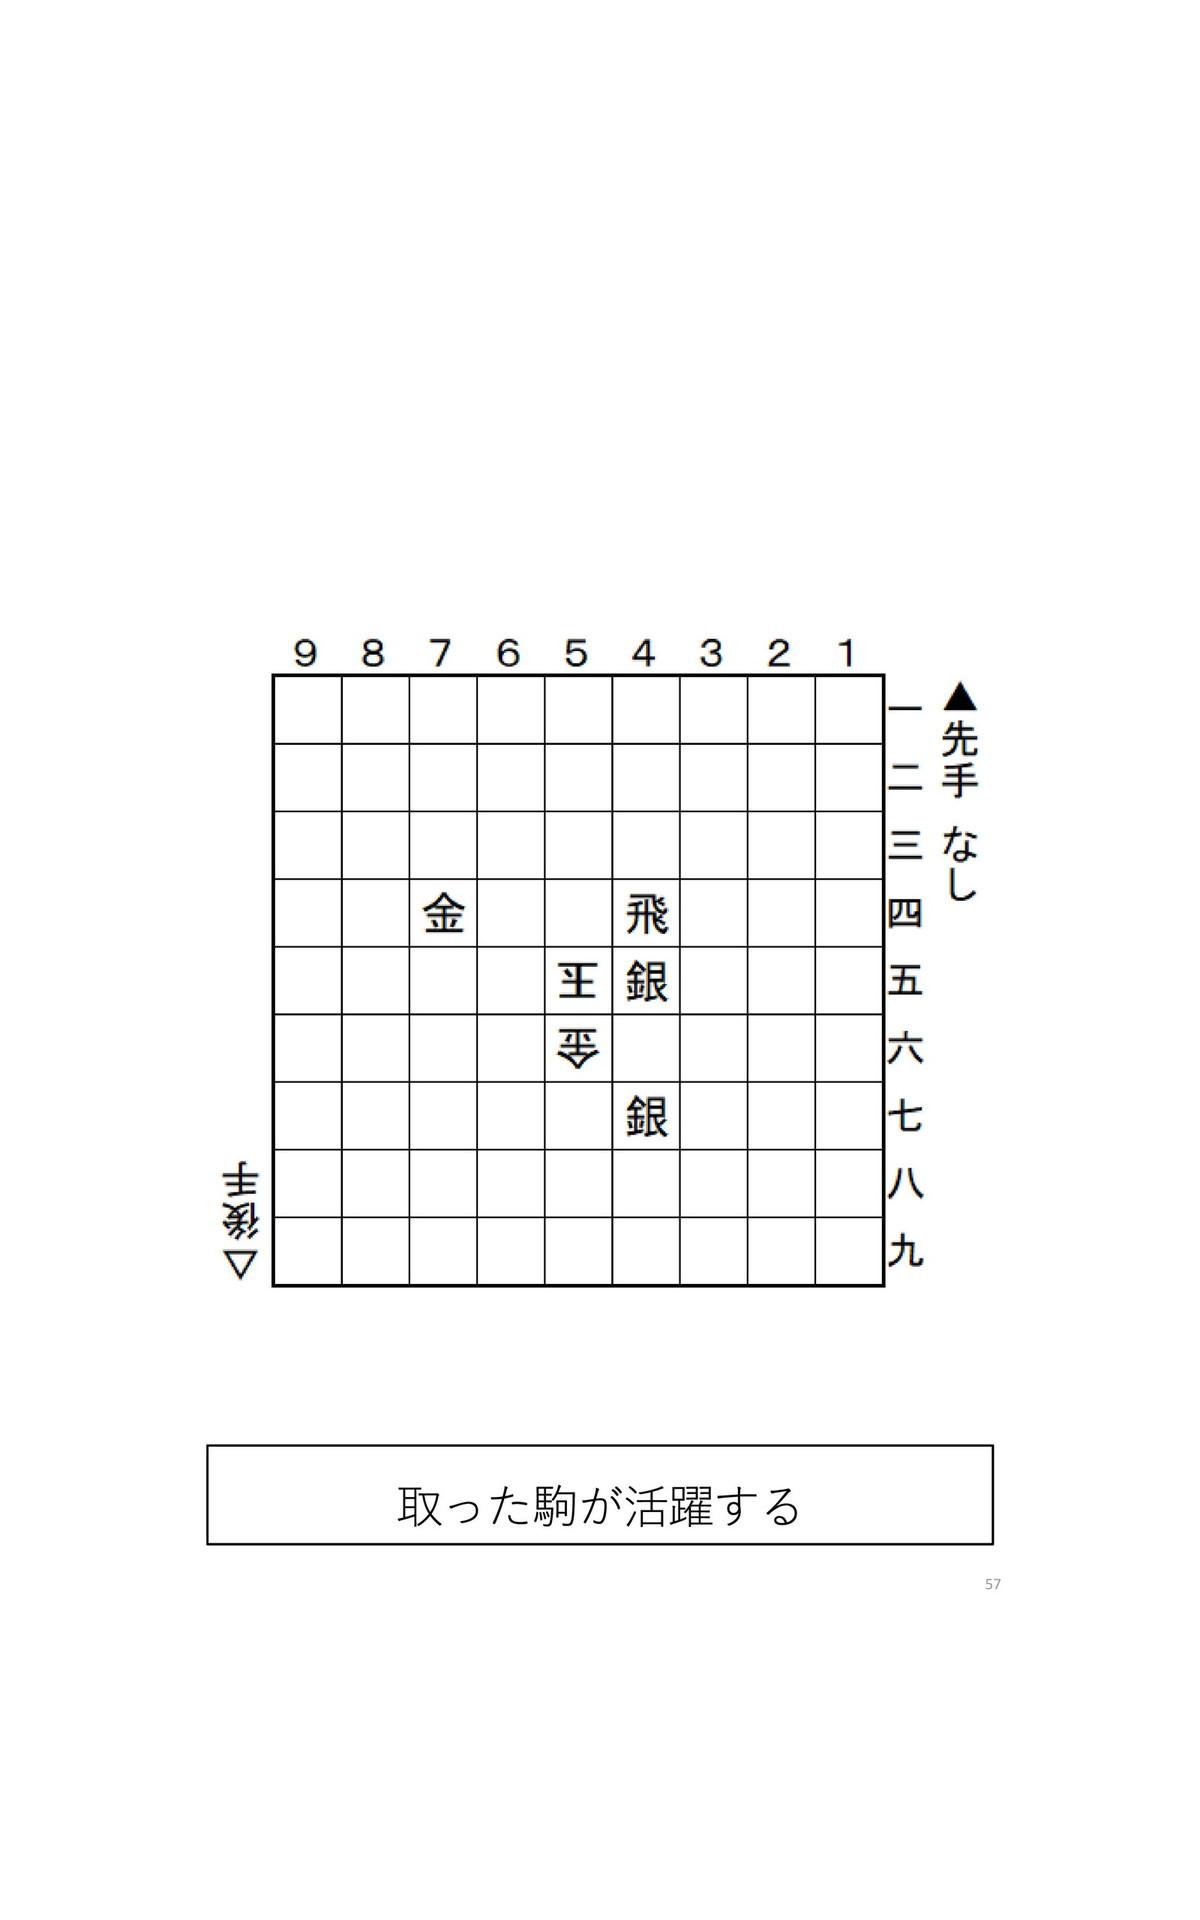 9 8 7 6 5 4 3 2 1
一
二
三
金 飛 四
王 銀 五
金 六
銀 七
八
九
▲先手 なし
△後手
取った駒が活躍する
57